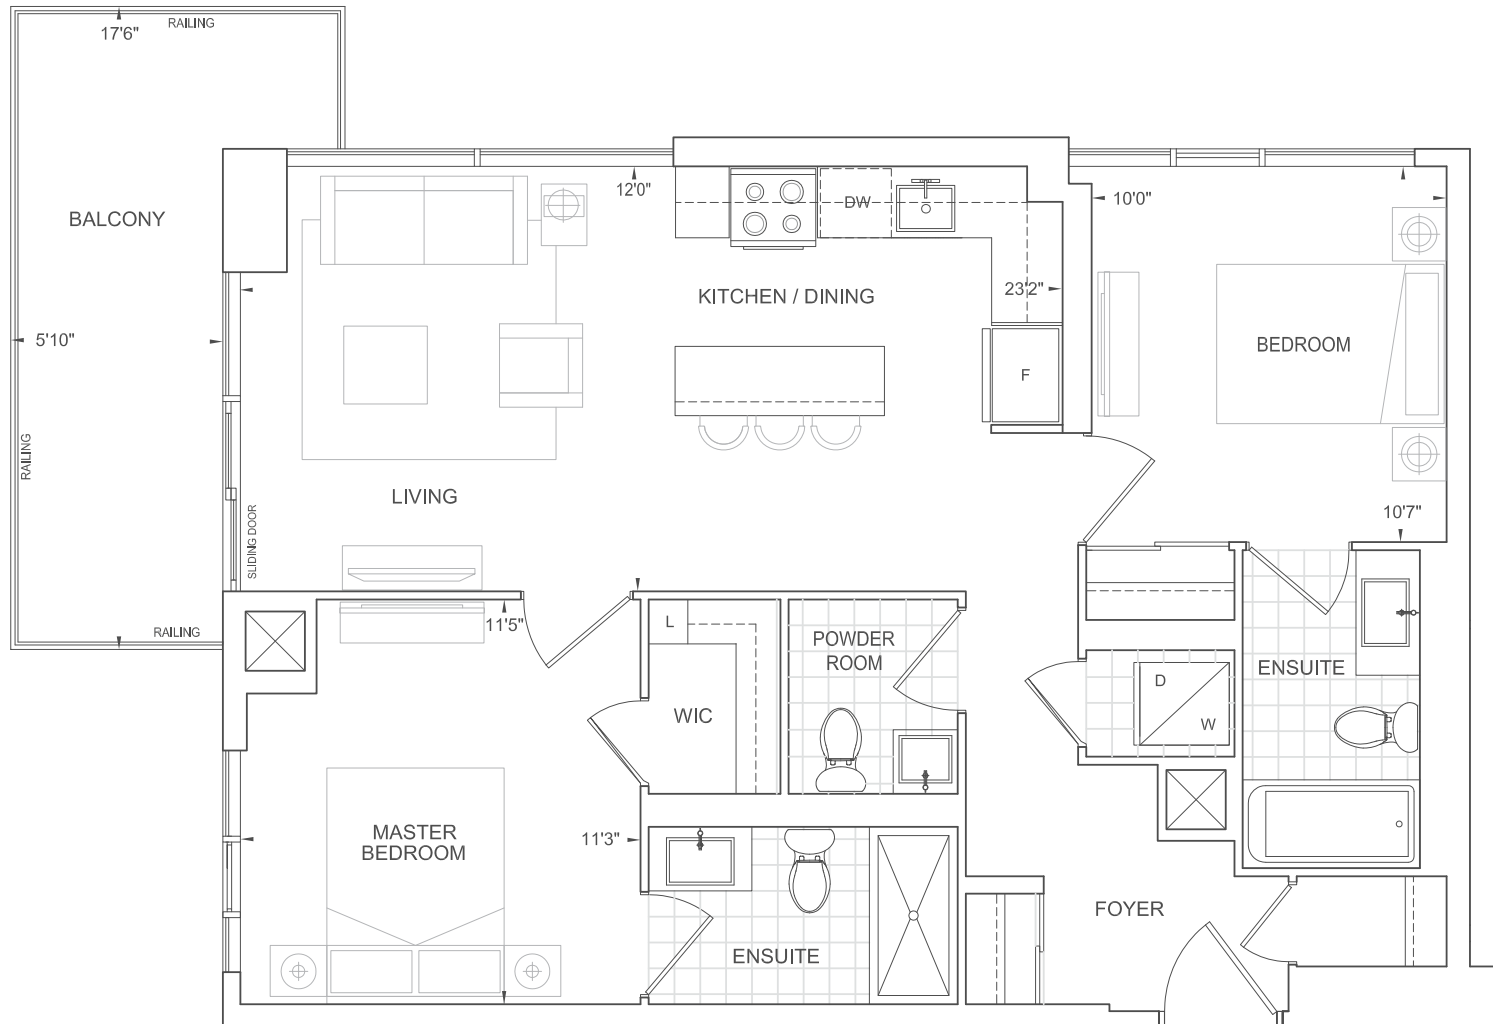 RAILING
17'6"
BALCONY
5'10"
RAILING
RAILING
SLIDING DOOR
12'0"
DW
KITCHEN / DINING
23'2"
F
LIVING
10'0"
BEDROOM
10'7"
11'5"
L
WIC
POWDER
ROOM
D
W
ENSUITE
MASTER
BEDROOM
11'3"
ENSUITE
FOYER